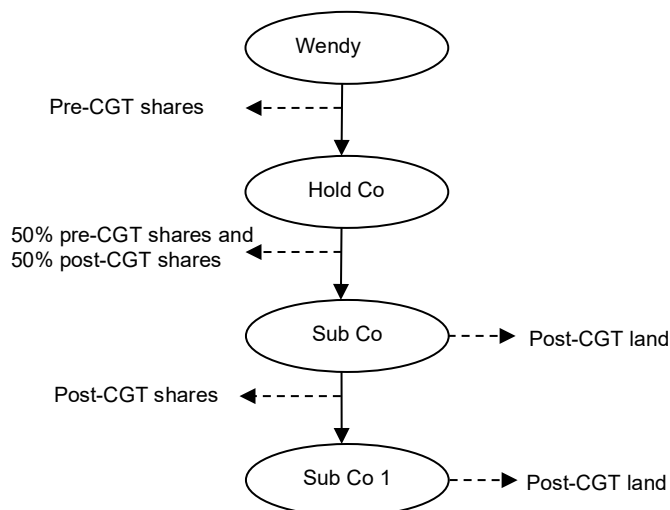 Wendy
Pre-CGT shares
Hold Co
50% pre-CGT shares and
50% post-CGT shares
Sub Co
Post-CGT land
Post-CGT shares
Sub Co 1
Post-CGT land